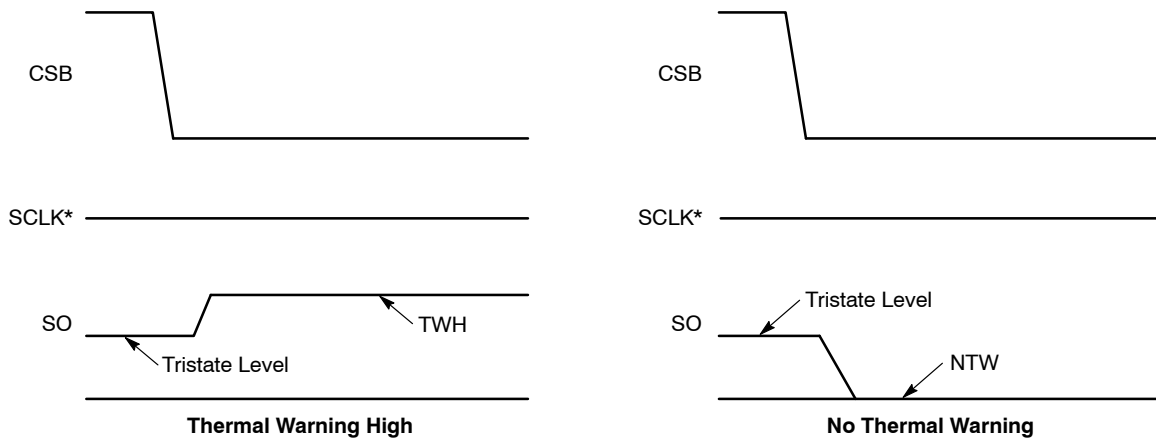 CSB
SCLK*
SO
TWH
Tristate Level
Thermal Warning High
CSB
SCLK*
SO
Tristate Level
NTW
No Thermal Warning